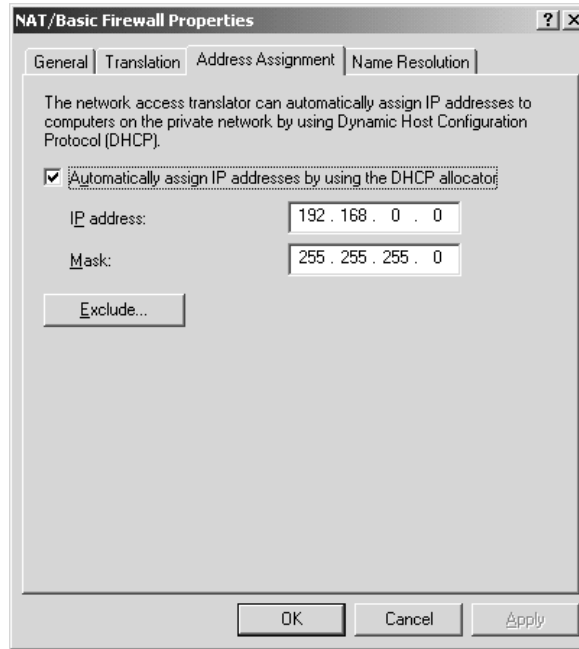 NAT/Basic Firewall Properties ? X
General Translation Address Assignment Name Resolution
The network access translator can automatically assign IP addresses to
computers on the private network by using Dynamic Host Configuration
Protocol (DHCP).
Automatically assign IP addresses by using the DHCP allocator
IP address: 192 . 168 . 0 . 0
Mask: 255 . 255 . 255 . 0
Exclude...
OK Cancel Apply